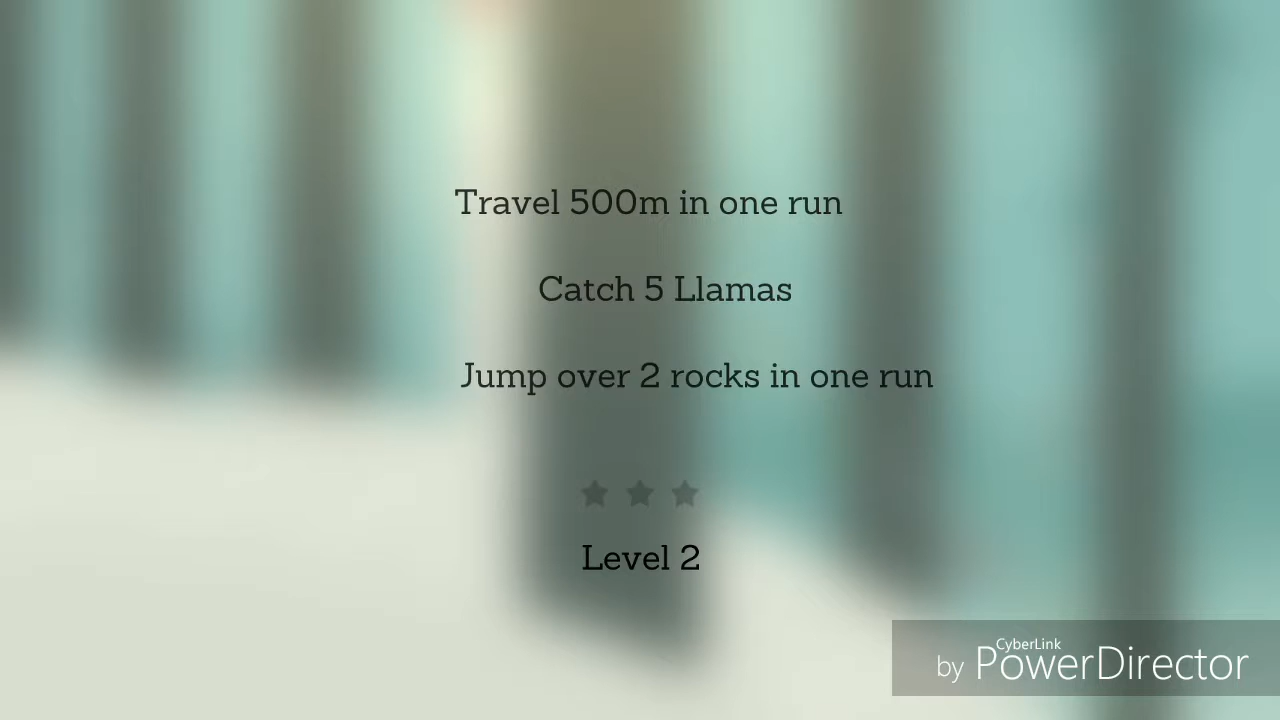 Travel 500m in one run
Catch 5 Llamas
Jump over 2 rocks in one run
Level 2
CyberLink
by PowerDirector